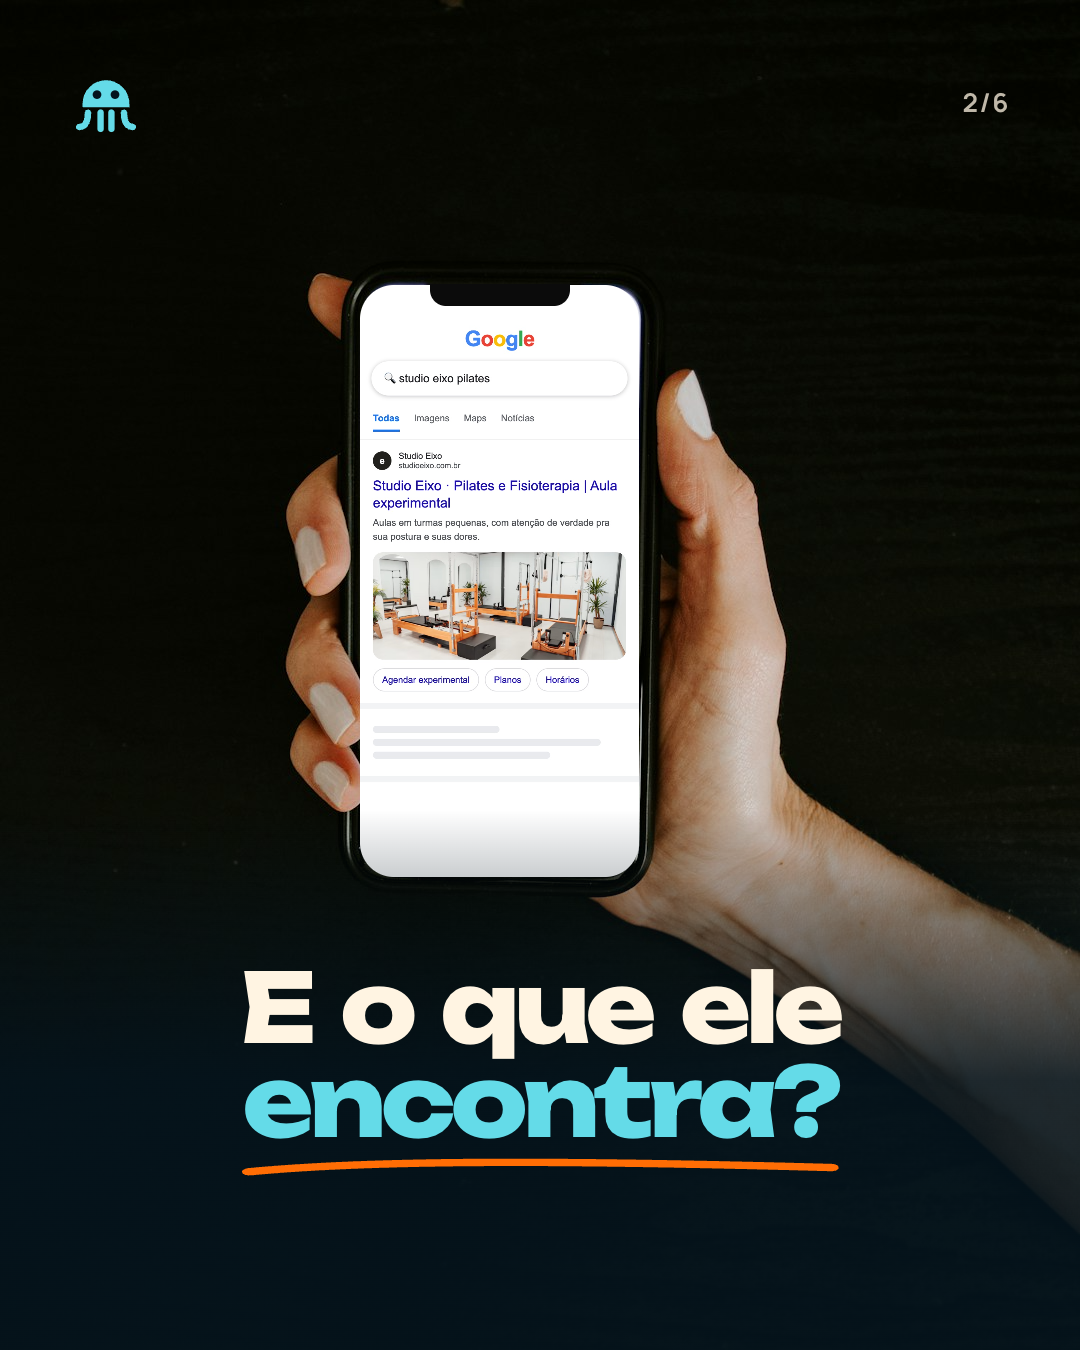 2/6
Google
studio eixo pilates
Todas Imagens Maps Notícias
e
Studio Eixo
studioeixo.com.br
Studio Eixo · Pilates e Fisioterapia | Aula
experimental
Aulas em turmas pequenas, com atenção de verdade pra
sua postura e suas dores.
Agendar experimental Planos Horários
E o que ele
encontra?